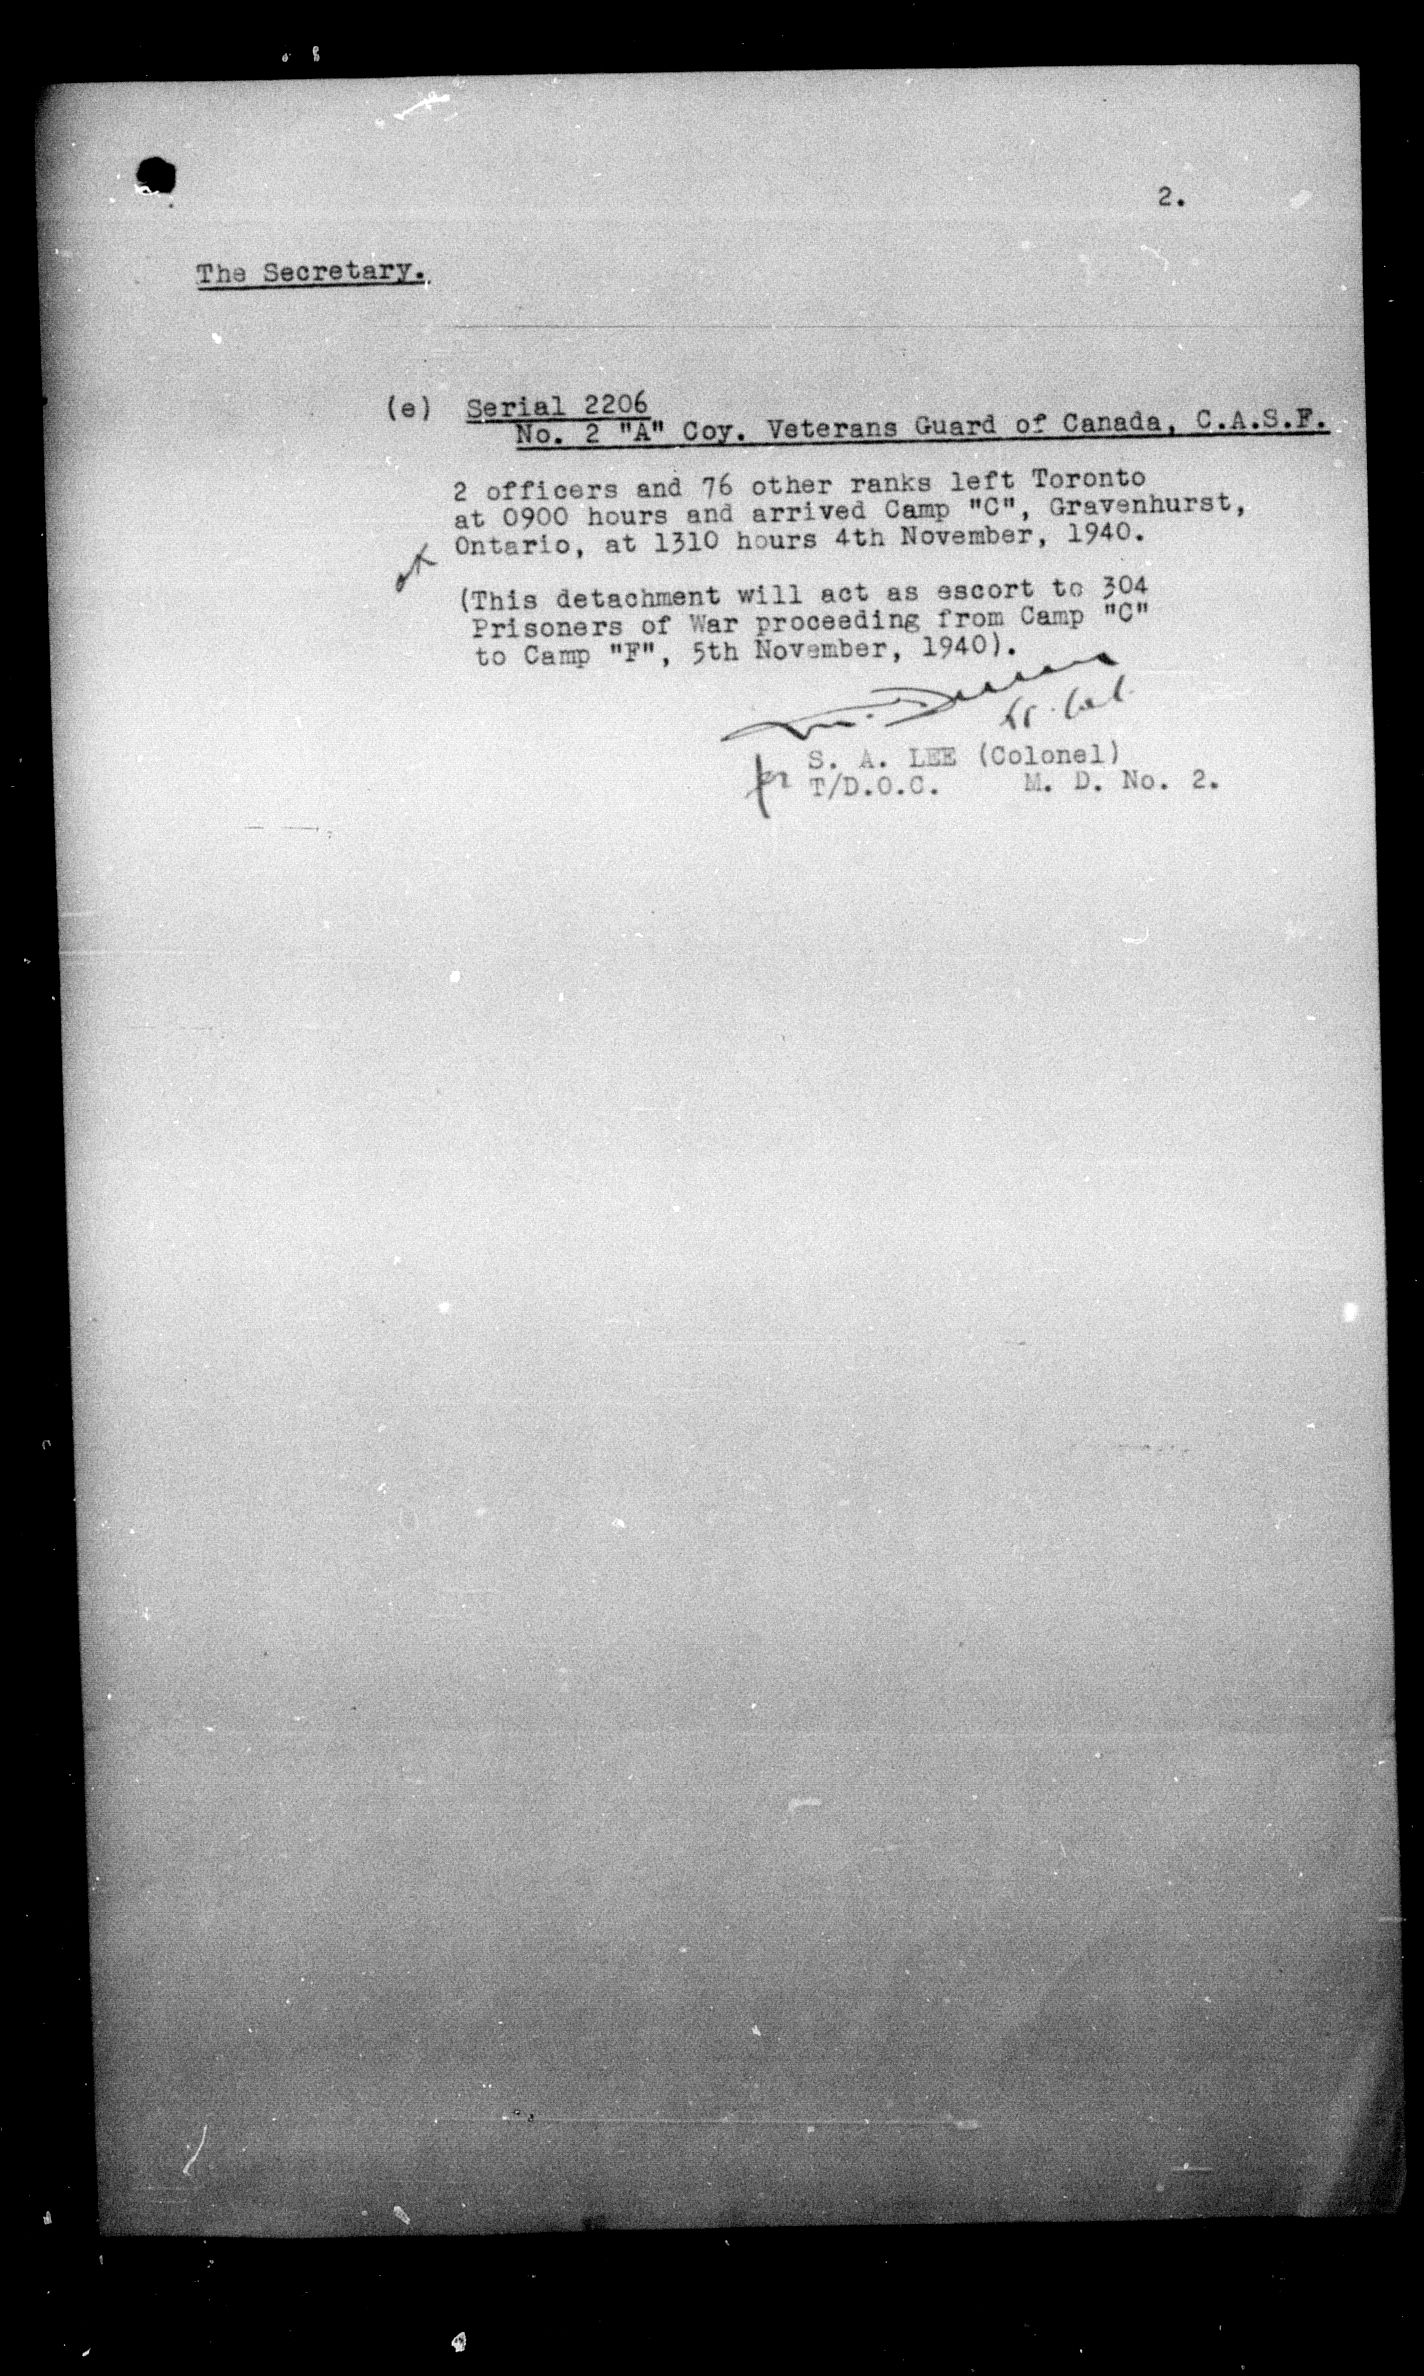 2.
The Secretary.
(e) Serial 2206
No. 2 "A" Coy. Veterans Guard of Canada, C.A.S.F.
2 officers and 76 other ranks left Toronto
at 0900 hours and arrived Camp "C", Gravenhurst,
Ontario, at 1310 hours 4th November, 1940.
(This detachment will act as escort to 304
Prisoners of War proceeding from Camp "C"
to Camp "F", 5th November, 1940).
Lt. Col.
S. A. LEE (Colonel)
for T/D.O.C. M. D. No. 2.